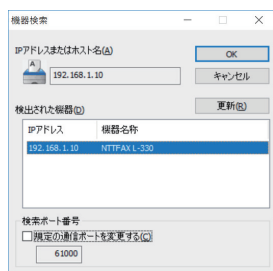 機器検索
IPアドレスまたはホスト名(A)
192.168.1.10
OK
キャンセル
検出された機器(D)
更新(R)
IPアドレス 機器名称
192.168.1.10 NTTFAX L-330
検索ポート番号
規定の通信ポートを変更する(C)
61000